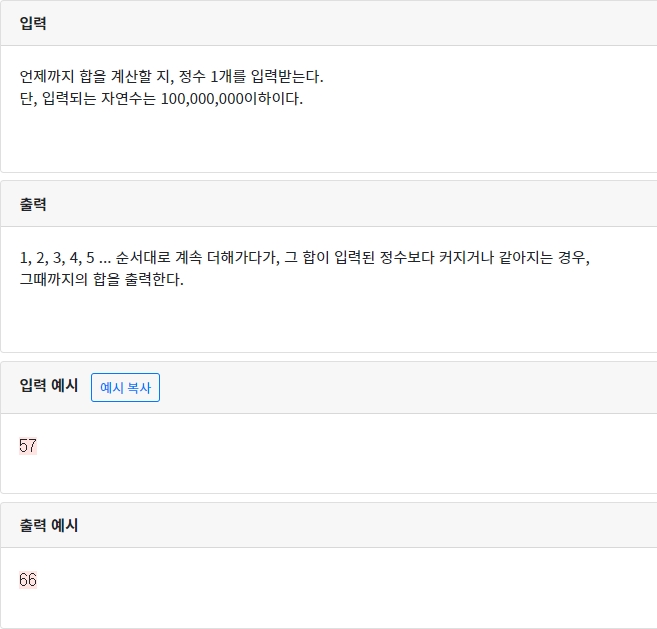 입력
언제까지 합을 계산할 지, 정수 1개를 입력받는다.
단, 입력되는 자연수는 100,000,000이하이다.
출력
1, 2, 3, 4, 5 ... 순서대로 계속 더해가다가, 그 합이 입력된 정수보다 커지거나 같아지는 경우,
그때까지의 합을 출력한다.
입력 예시 예시 복사
57
출력 예시
66